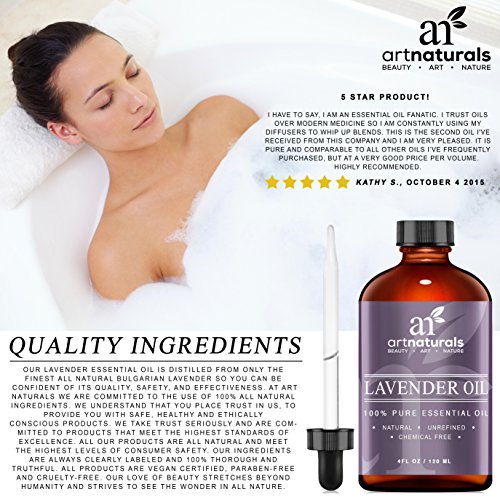 an
artnaturals
BEAUTY • ART • NATURE
5 STAR PRODUCT!
I HAVE TO SAY, I AM AN ESSENTIAL OIL FANATIC. I TRUST OILS
OVER MODERN MEDICINE SO I AM CONSTANTLY USING MY
DIFFUSERS TO WHIP UP BLENDS. THIS IS THE SECOND OIL I'VE
RECEIVED FROM THIS COMPANY AND I AM VERY PLEASED. IT IS
PURE AND COMPARABLE TO ALL OTHER OILS I'VE FREQUENTLY
PURCHASED, BUT AT A VERY GOOD PRICE PER VOLUME.
HIGHLY RECOMMENDED.
KATHY S., OCTOBER 4 2015
QUALITY INGREDIENTS
OUR LAVENDER ESSENTIAL OIL IS DISTILLED FROM ONLY THE
FINEST ALL NATURAL BULGARIAN LAVENDER SO YOU CAN BE
CONFIDENT OF ITS QUALITY, SAFETY, AND EFFECTIVENESS. AT ART
NATURALS WE ARE COMMITTED TO THE USE OF 100% ALL NATURAL
INGREDIENTS. WE UNDERSTAND THAT YOU PLACE TRUST IN US, TO
PROVIDE YOU WITH SAFE, HEALTHY AND ETHICALLY
CONSCIOUS PRODUCTS. WE TAKE TRUST SERIOUSLY AND ARE COM-
MITTED TO PRODUCTS THAT MEET THE HIGHEST STANDARDS OF
EXCELLENCE. ALL OUR PRODUCTS ARE ALL NATURAL AND MEET
THE HIGHEST LEVELS OF CONSUMER SAFETY. OUR INGREDIENTS
ARE ALWAYS CLEARLY LABELED AND 100% THOROUGH AND
TRUTHFUL. ALL PRODUCTS ARE VEGAN CERTIFIED, PARABEN-FREE
AND CRUELTY-FREE. OUR LOVE OF BEAUTY STRETCHES BEYOND
HUMANITY AND STRIVES TO SEE THE WONDER IN ALL NATURE.
an
artnaturals
BEAUTY • ART • NATURE
LAVENDER OIL
100% PURE ESSENTIAL OIL
• NATURAL • UNREFINED
• CHEMICAL FREE
4FL OZ / 120 ML